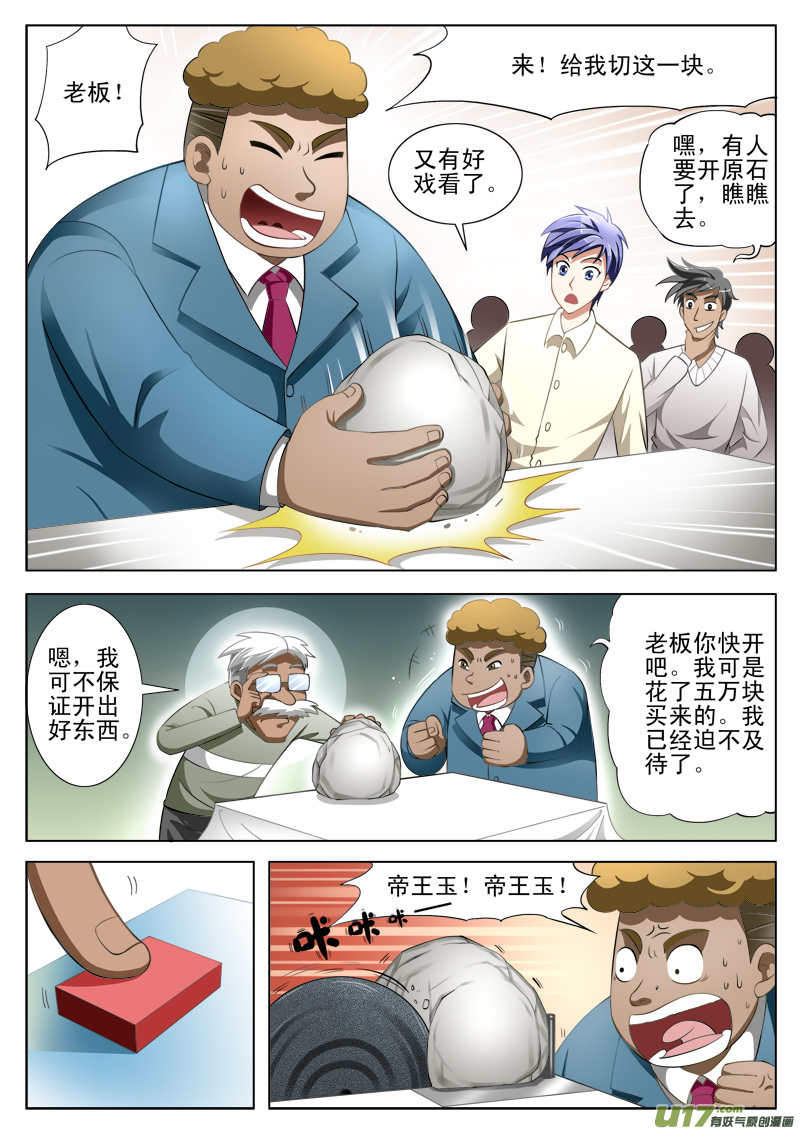 老板！
来！给我切这一块。
又有好
戏看了。
嘿，有人
要开原石
了，瞧瞧
去。
嗯，我
可不保
证开出
好东西。
老板你快开
吧。我可是
花了五万块
买来的。我
已经迫不及
待了。
帝王玉！帝王玉！
咔咔咔
U17.com
有妖气原创漫画